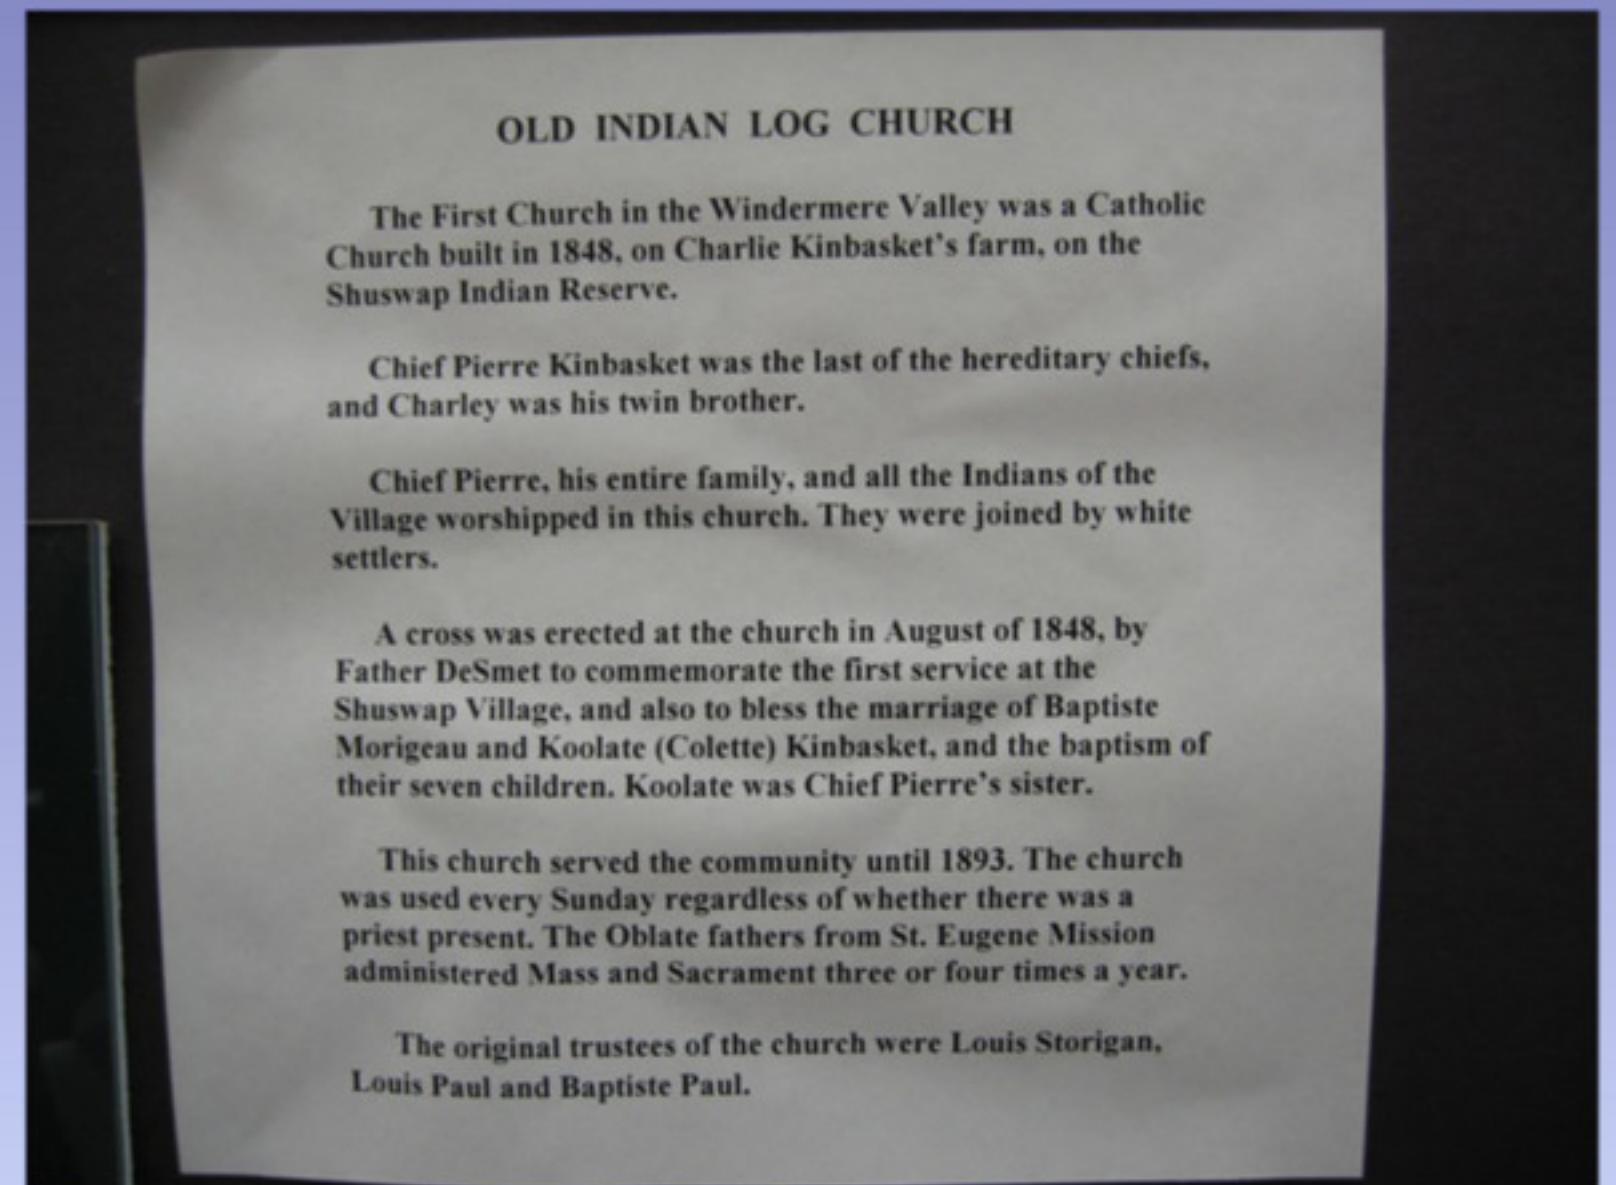 OLD INDIAN LOG CHURCH
The First Church in the Windermere Valley was a Catholic
Church built in 1848, on Charlie Kinbasket's farm, on the
Shuswap Indian Reserve.
Chief Pierre Kinbasket was the last of the hereditary chiefs,
and Charley was his twin brother.
Chief Pierre, his entire family, and all the Indians of the
Village worshipped in this church. They were joined by white
settlers.
A cross was erected at the church in August of 1848, by
Father DeSmet to commemorate the first service at the
Shuswap Village, and also to bless the marriage of Baptiste
Morigeau and Koolate (Colette) Kinbasket, and the baptism of
their seven children. Koolate was Chief Pierre's sister.
This church served the community until 1893. The church
was used every Sunday regardless of whether there was a
priest present. The Oblate fathers from St. Eugene Mission
administered Mass and Sacrament three or four times a year.
The original trustees of the church were Louis Storigan,
Louis Paul and Baptiste Paul.